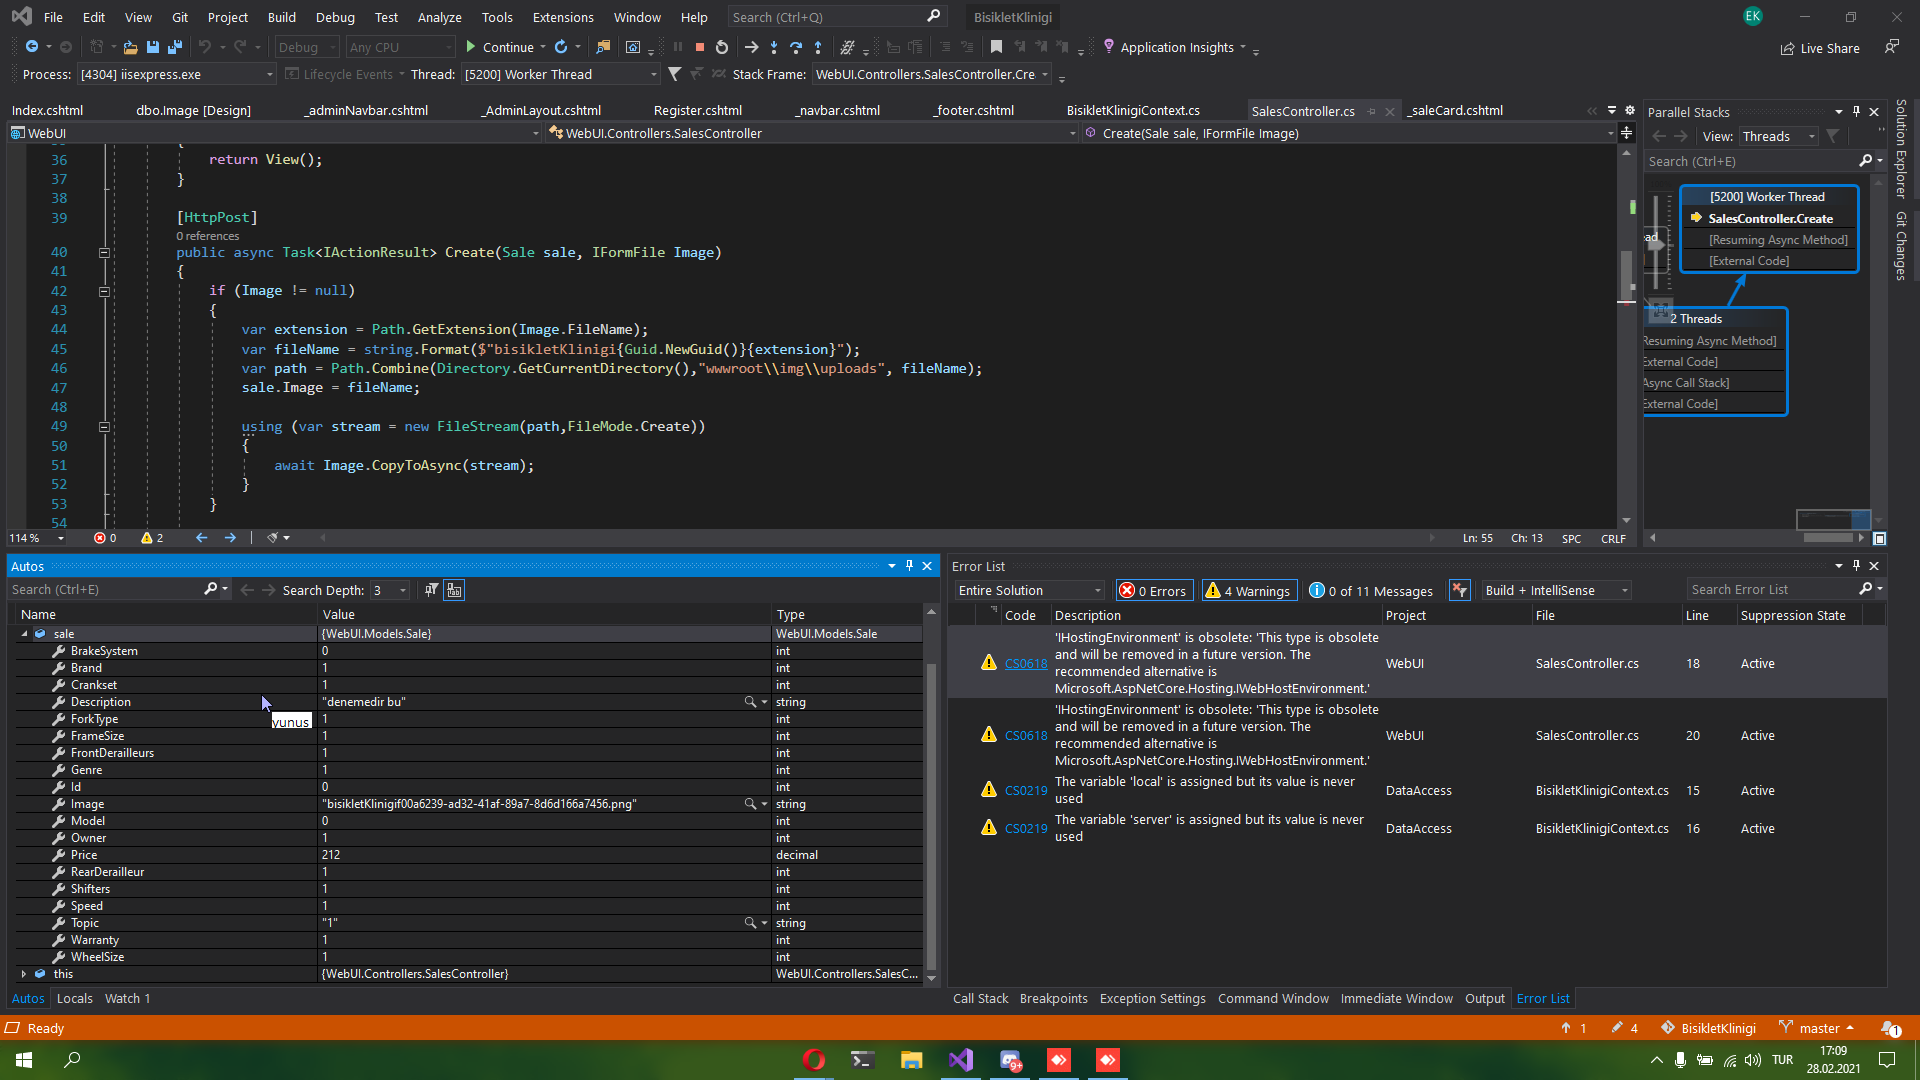 File Edit View Git Project Build Debug Test Analyze Tools Extensions Window Help Search (Ctrl+Q) BisikletKlinigi EK
Debug Any CPU Continue Application Insights Live Share
Process: [4304] iisexpress.exe Lifecycle Events Thread: [5200] Worker Thread Stack Frame: WebUI.Controllers.SalesController.Cre
Index.cshtml dbo.Image [Design] _adminNavbar.cshtml _AdminLayout.cshtml Register.cshtml _navbar.cshtml _footer.cshtml BisikletKlinigiContext.cs SalesController.cs _saleCard.cshtml
WebUI WebUI.Controllers.SalesController Create(Sale sale, IFormFile Image)
36 return View();
37 }
38
39 [HttpPost]
0 references
40 public async Task<IActionResult> Create(Sale sale, IFormFile Image)
41 {
42 if (Image != null)
43 {
44 var extension = Path.GetExtension(Image.FileName);
45 var fileName = string.Format($"bisikletKlinigi{Guid.NewGuid()}{extension}");
46 var path = Path.Combine(Directory.GetCurrentDirectory(),"wwwroot\\img\\uploads", fileName);
47 sale.Image = fileName;
48
49 using (var stream = new FileStream(path,FileMode.Create))
50 {
51 await Image.CopyToAsync(stream);
52 }
53 }
54
114 % 0 2 Ln: 55 Ch: 13 SPC CRLF
Parallel Stacks
View: Threads
Search (Ctrl+E)
[5200] Worker Thread
SalesController.Create
[Resuming Async Method]
[External Code]
2 Threads
Resuming Async Method]
External Code]
Async Call Stack]
External Code]
Solution Explorer
Git Changes
Autos
Search (Ctrl+E) Search Depth: 3
Name Value Type
sale {WebUI.Models.Sale} WebUI.Models.Sale
BrakeSystem 0 int
Brand 1 int
Crankset 1 int
Description "denemedir bu" string
ForkType 1 int
yunus
FrameSize 1 int
FrontDerailleurs 1 int
Genre 1 int
Id 0 int
Image "bisikletKlinigif00a6239-ad32-41af-89a7-8d6d166a7456.png" string
Model 0 int
Owner 1 int
Price 212 decimal
RearDerailleur 1 int
Shifters 1 int
Speed 1 int
Topic "1" string
Warranty 1 int
WheelSize 1 int
this {WebUI.Controllers.SalesController} WebUI.Controllers.SalesC...
Autos Locals Watch 1
Error List
Entire Solution 0 Errors 4 Warnings 0 of 11 Messages Build + IntelliSense Search Error List
Code Description Project File Line Suppression State
CS0618 'IHostingEnvironment' is obsolete: 'This type is obsolete
and will be removed in a future version. The
recommended alternative is
Microsoft.AspNetCore.Hosting.IWebHostEnvironment.' WebUI SalesController.cs 18 Active
CS0618 'IHostingEnvironment' is obsolete: 'This type is obsolete
and will be removed in a future version. The
recommended alternative is
Microsoft.AspNetCore.Hosting.IWebHostEnvironment.' WebUI SalesController.cs 20 Active
CS0219 The variable 'local' is assigned but its value is never
used DataAccess BisikletKlinigiContext.cs 15 Active
CS0219 The variable 'server' is assigned but its value is never
used DataAccess BisikletKlinigiContext.cs 16 Active
Call Stack Breakpoints Exception Settings Command Window Immediate Window Output Error List
Ready 1 4 BisikletKlinigi master 1
9+ TUR 17:09
28.02.2021